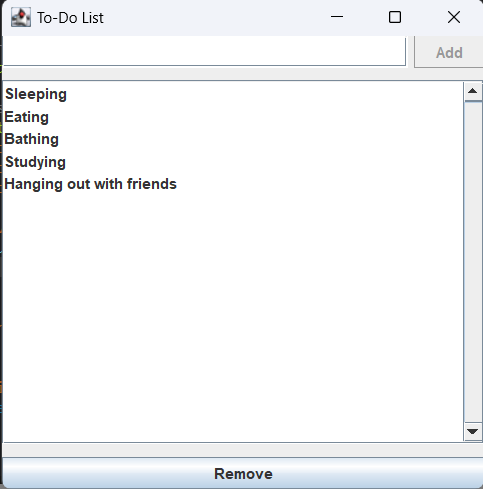 To-Do List
Add
Sleeping
Eating
Bathing
Studying
Hanging out with friends
Remove